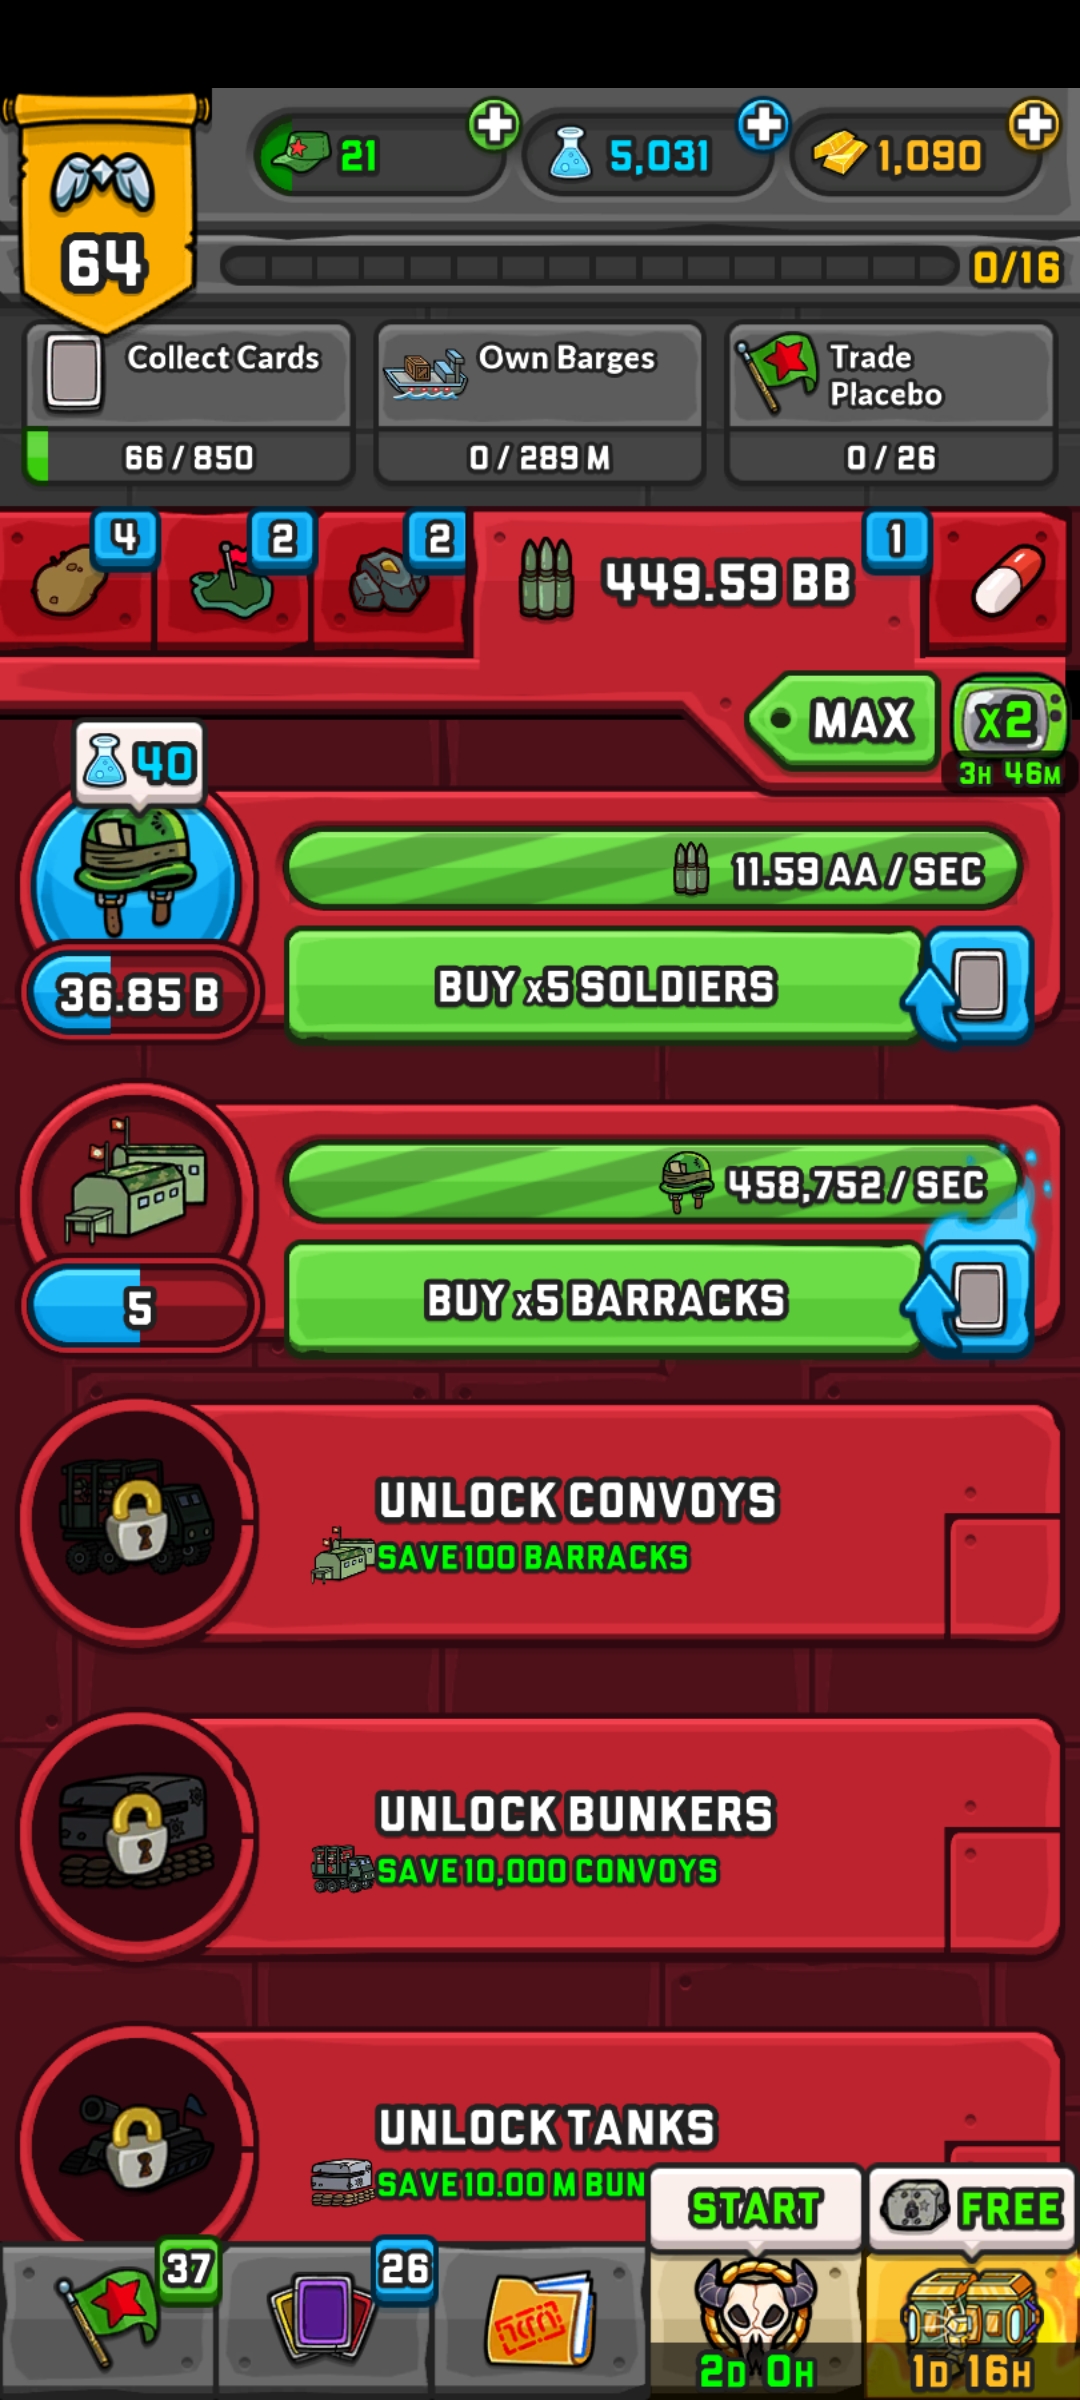 64
21
5,031
1,090
0/16
Collect Cards
66 / 850
Own Barges
0 / 289 M
Trade
Placebo
0 / 26
4
2
2
449.59 BB
1
MAX
X2
3H 46M
40
11.59 AA / SEC
36.85 B
BUY x5 SOLDIERS
458,752 / SEC
5
BUY x5 BARRACKS
UNLOCK CONVOYS
SAVE 100 BARRACKS
UNLOCK BUNKERS
SAVE 10,000 CONVOYS
UNLOCK TANKS
SAVE 10.00 M BUN
START
FREE
37
26
2D 0H
1D 16H